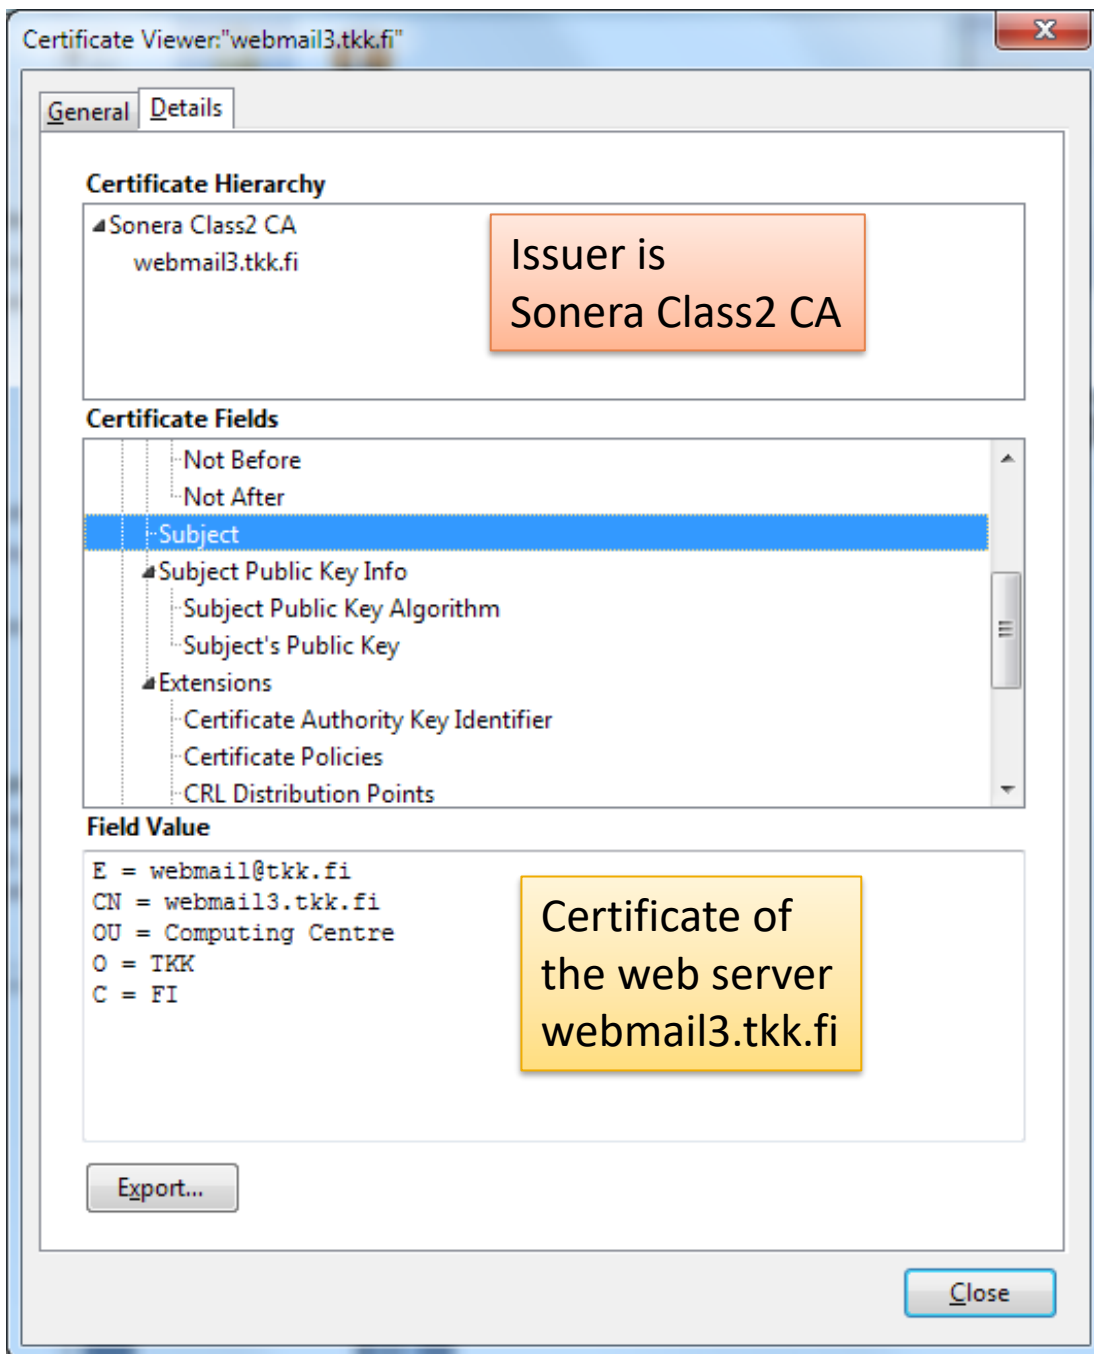 Certificate Viewer:"webmail3.tkk.fi"
General
Details
Certificate Hierarchy
Sonera Class2 CA
webmail3.tkk.fi
Issuer is
Sonera Class2 CA
Certificate Fields
Not Before
Not After
Subject
Subject Public Key Info
Subject Public Key Algorithm
Subject's Public Key
Extensions
Certificate Authority Key Identifier
Certificate Policies
CRL Distribution Points
Field Value
E = webmail@tkk.fi
CN = webmail3.tkk.fi
OU = Computing Centre
O = TKK
C = FI
Certificate of
the web server
webmail3.tkk.fi
Export...
Close